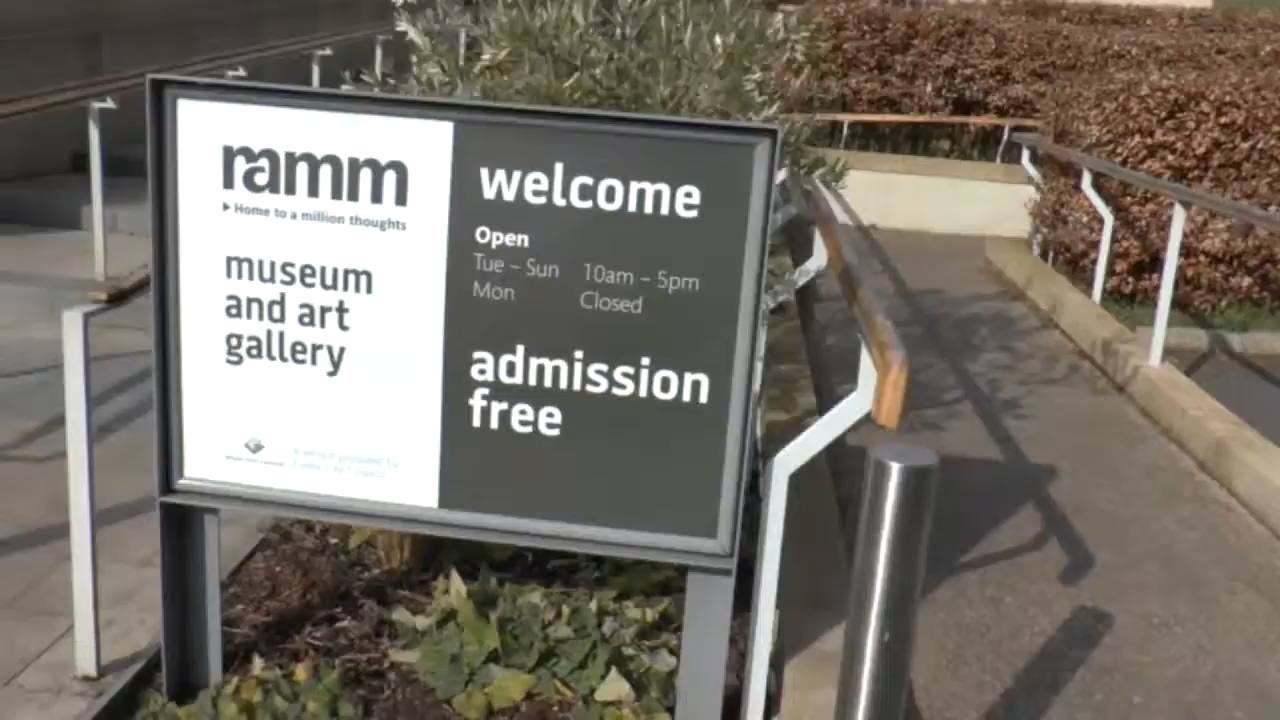 ramm
Home to a million thoughts
museum
and art
gallery
welcome
Open
Tue – Sun 10am – 5pm
Mon Closed
admission
free